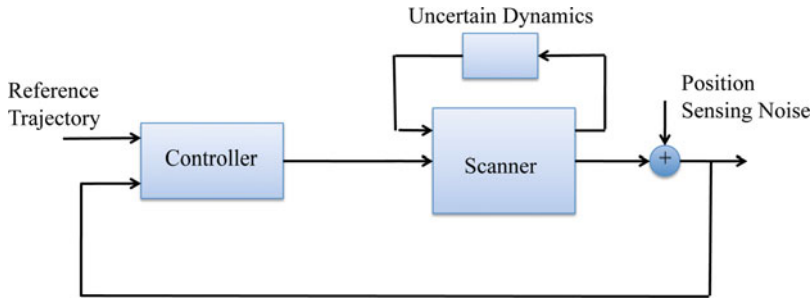 Uncertain Dynamics
Reference
Trajectory
Controller
Scanner
Position
Sensing Noise
+